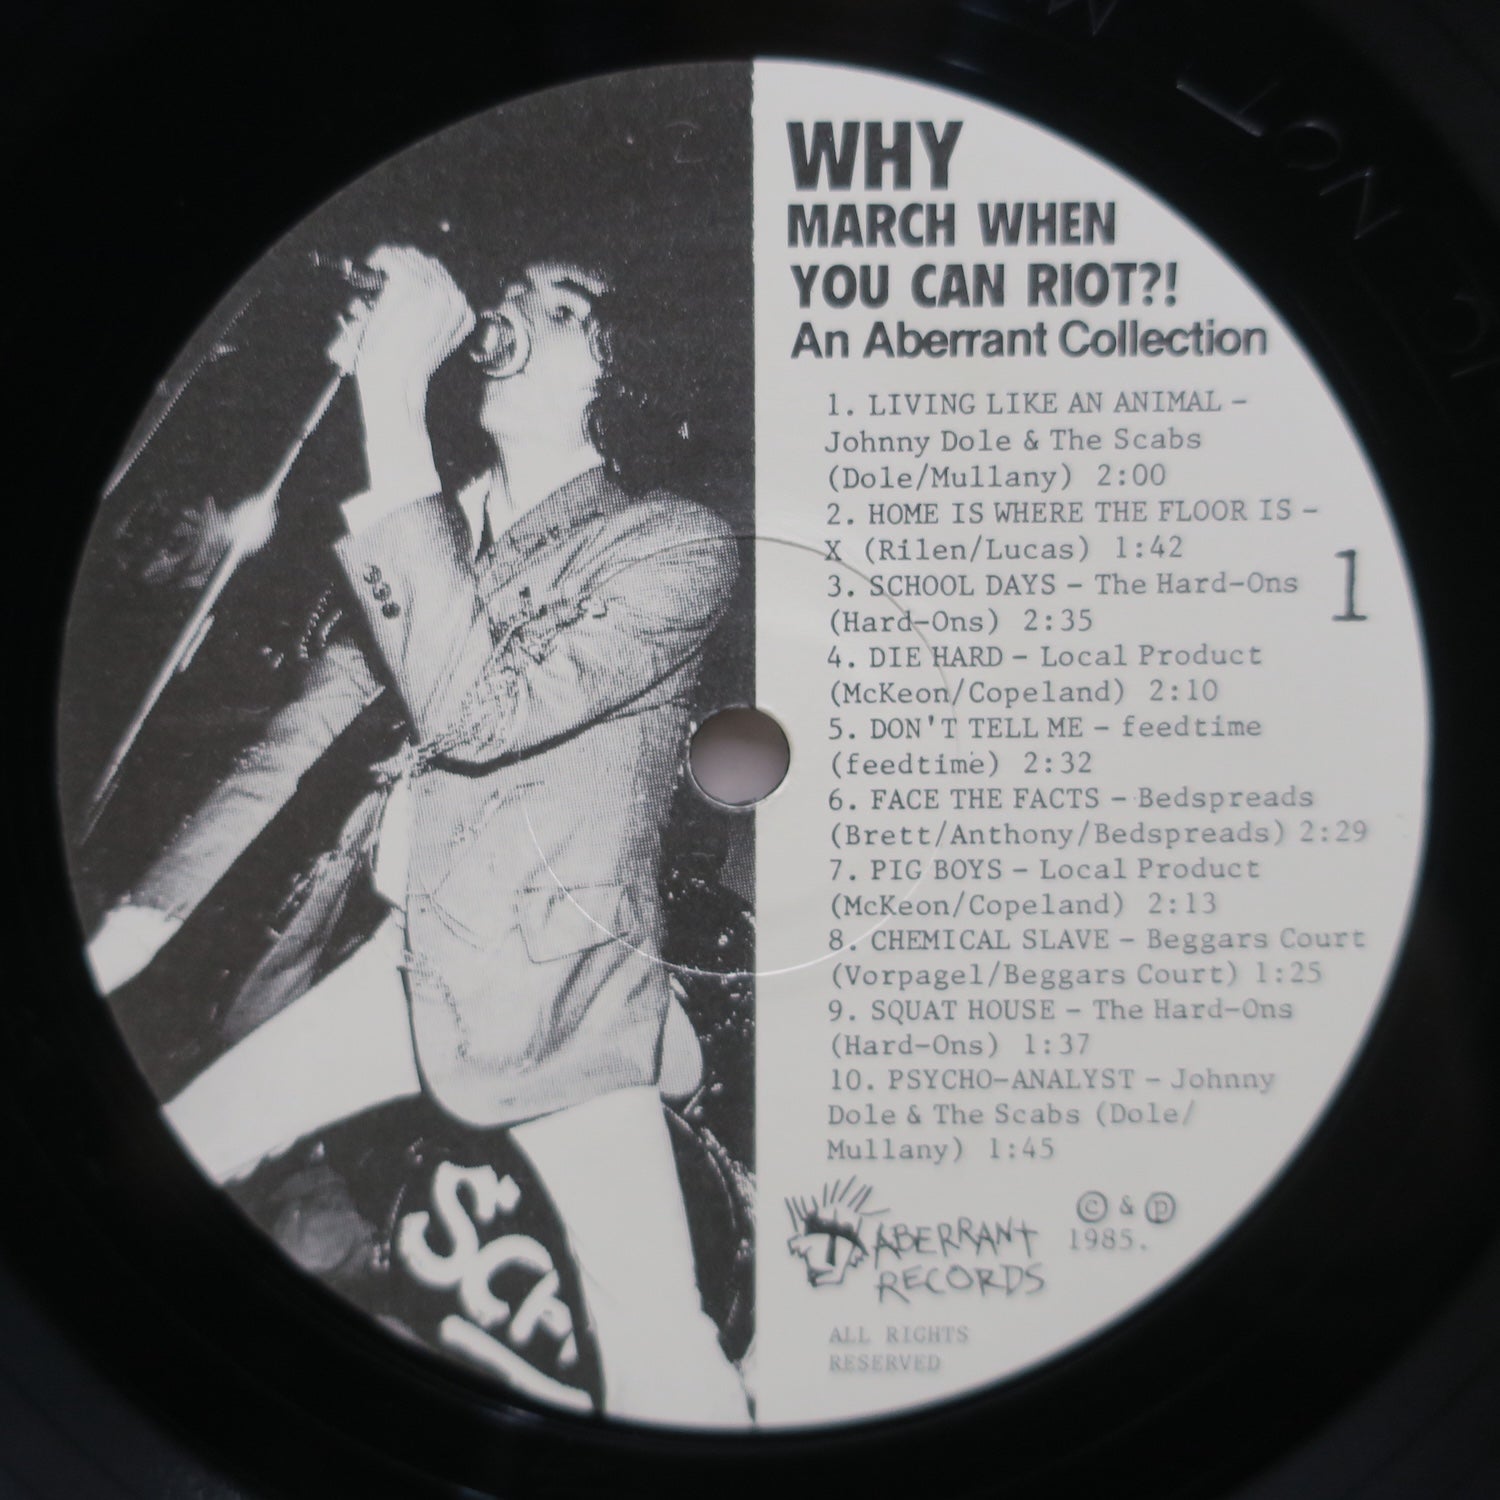 WHY
MARCH WHEN
YOU CAN RIOT?!
An Aberrant Collection
1. LIVING LIKE AN ANIMAL –
Johnny Dole & The Scabs
(Dole/Mullany) 2:00
2. HOME IS WHERE THE FLOOR IS –
X (Rilen/Lucas) 1:42
3. SCHOOL DAYS – The Hard-Ons
(Hard-Ons) 2:35
1
4. DIE HARD – Local Product
(McKeon/Copeland) 2:10
5. DON'T TELL ME – feedtime
(feedtime) 2:32
6. FACE THE FACTS – Bedspreads
(Brett/Anthony/Bedspreads) 2:29
7. PIG BOYS – Local Product
(McKeon/Copeland) 2:13
8. CHEMICAL SLAVE – Beggars Court
(Vorpagel/Beggars Court) 1:25
9. SQUAT HOUSE – The Hard-Ons
(Hard-Ons) 1:37
10. PSYCHO-ANALYST – Johnny
Dole & The Scabs (Dole/
Mullany) 1:45
ABERRANT
RECORDS
© & ℗
1985.
ALL RIGHTS
RESERVED
NOT